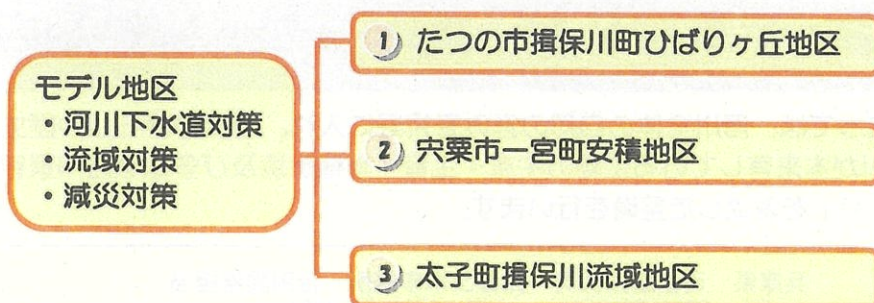 モデル地区
・河川下水道対策
・流域対策
・減災対策
1) たつの市揖保川町ひばりヶ丘地区
2) 宍粟市一宮町安積地区
3) 太子町揖保川流域地区